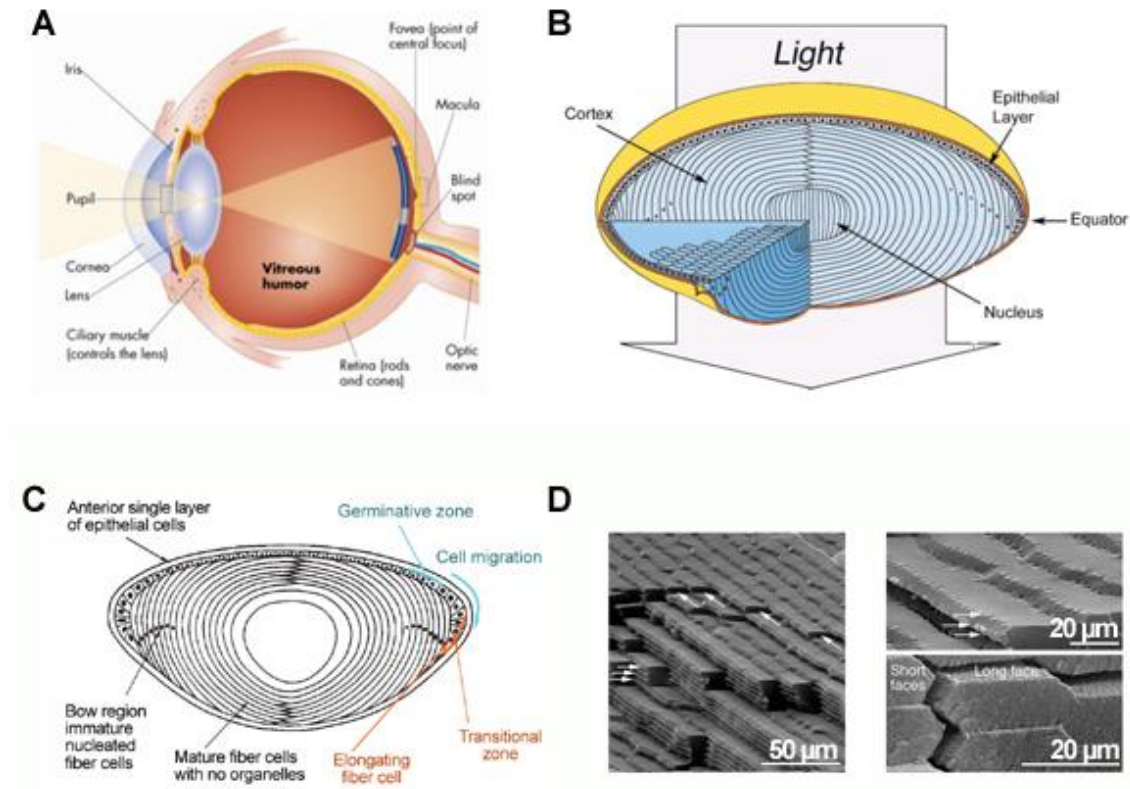 A
Fovea (point of
central focus)
Iris
Macula
Blind
spot
Pupil
Vitreous
humor
Cornea
Lens
Ciliary muscle
(controls the lens)
Retina (rods
and cones)
Optic
nerve
B
Light
Cortex
Epithelial
Layer
Equator
Nucleus
C
Anterior single layer
of epithelial cells
Germinative zone
Cell migration
Bow region
immature
nucleated
fiber cells
Mature fiber cells
with no organelles
Elongating
fiber cell
Transitional
zone
D
50 µm
20 µm
Short
faces
Long face
20 µm